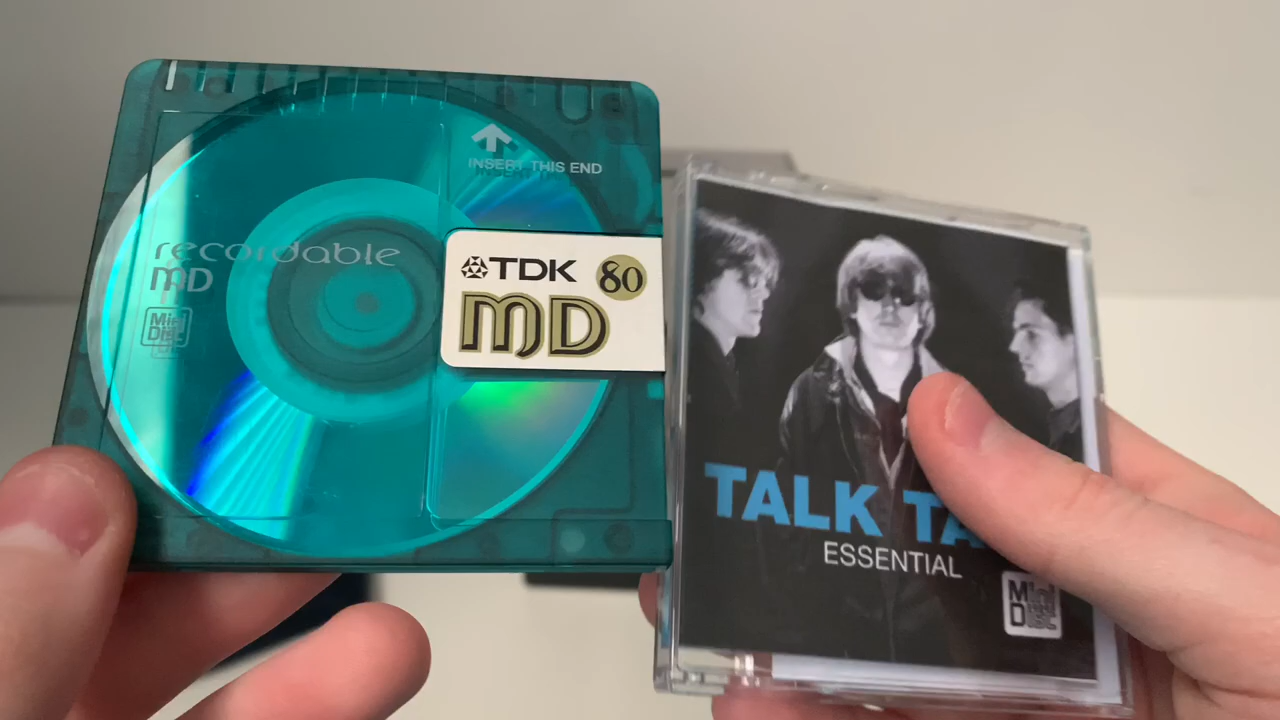 INSERT THIS END
recordable
MD
Mini
Disc
TDK 80
MD
TALK TA
ESSENTIAL
Mini
Disc